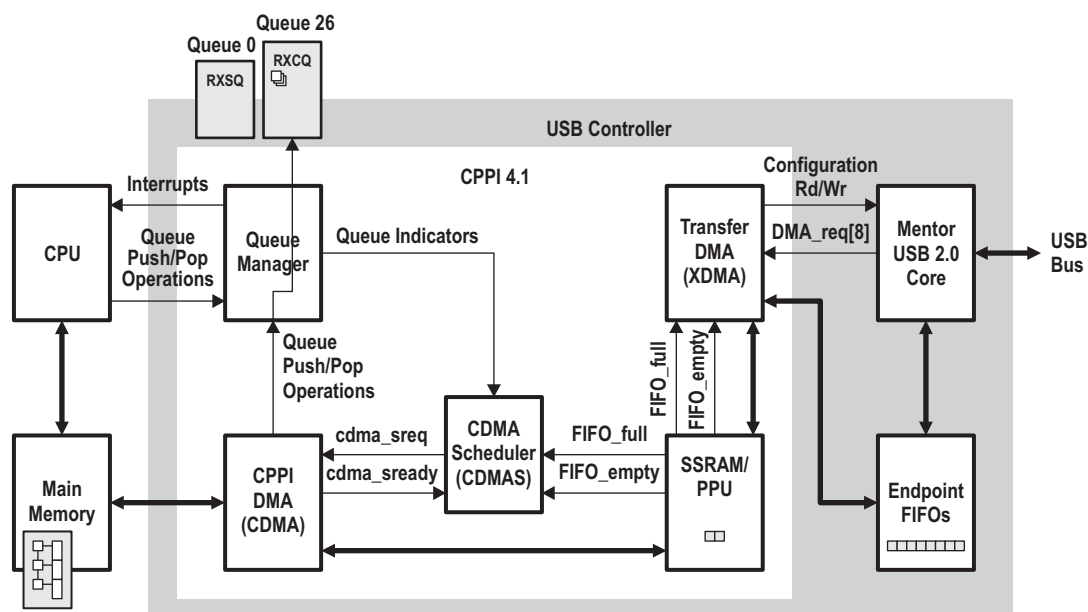 Queue 26
Queue 0
RXSQ
RXCQ
USB Controller
CPPI 4.1
Interrupts
Configuration
Rd/Wr
CPU
Queue
Push/Pop
Operations
Queue
Manager
Queue Indicators
Transfer
DMA
(XDMA)
DMA_req[8]
Mentor
USB 2.0
Core
USB
Bus
Queue
Push/Pop
Operations
FIFO_full
FIFO_empty
Main
Memory
CPPI
DMA
(CDMA)
cdma_sreq
cdma_sready
CDMA
Scheduler
(CDMAS)
FIFO_full
FIFO_empty
SSRAM/
PPU
Endpoint
FIFOs